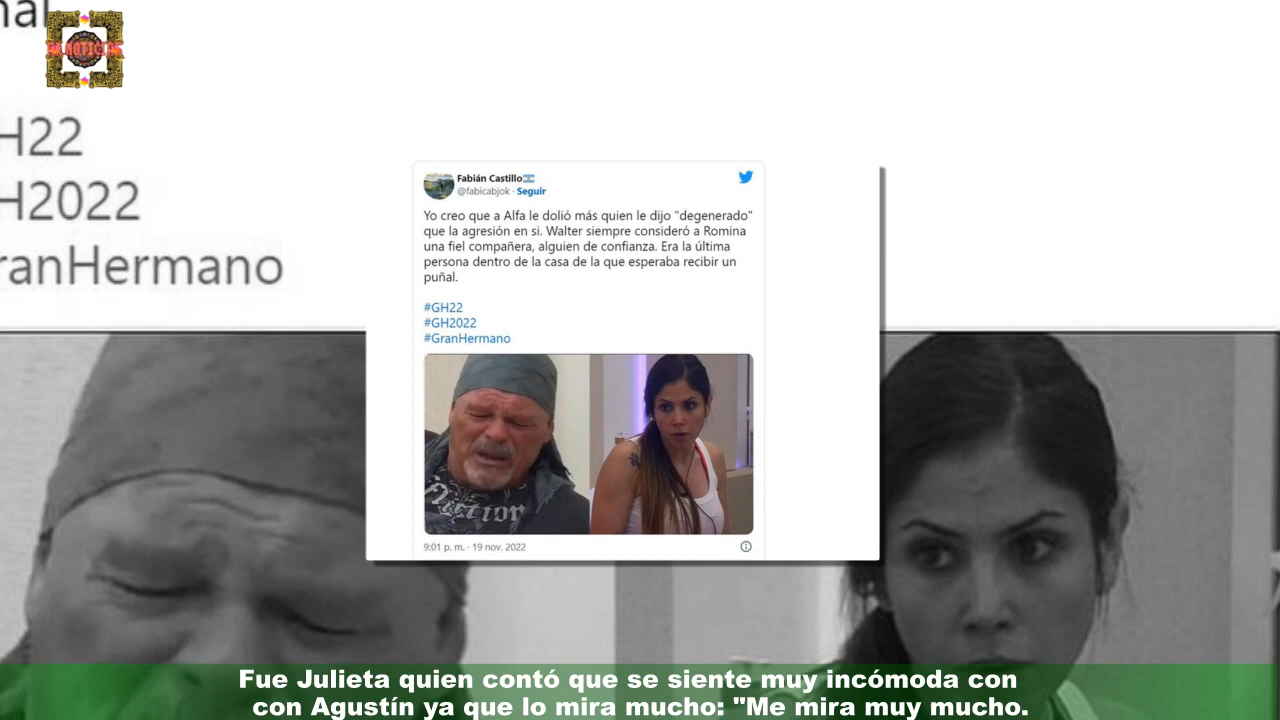 nal
H22
H2022
ranHermano
Fabián Castillo
@fabicabjok · Seguir
Yo creo que a Alfa le dolió más quien le dijo "degenerado"
que la agresión en si. Walter siempre consideró a Romina
una fiel compañera, alguien de confianza. Era la última
persona dentro de la casa de la que esperaba recibir un
puñal.
#GH22
#GH2022
#GranHermano
9:01 p. m. · 19 nov. 2022
Fue Julieta quien contó que se siente muy incómoda con
con Agustín ya que lo mira mucho: "Me mira muy mucho.